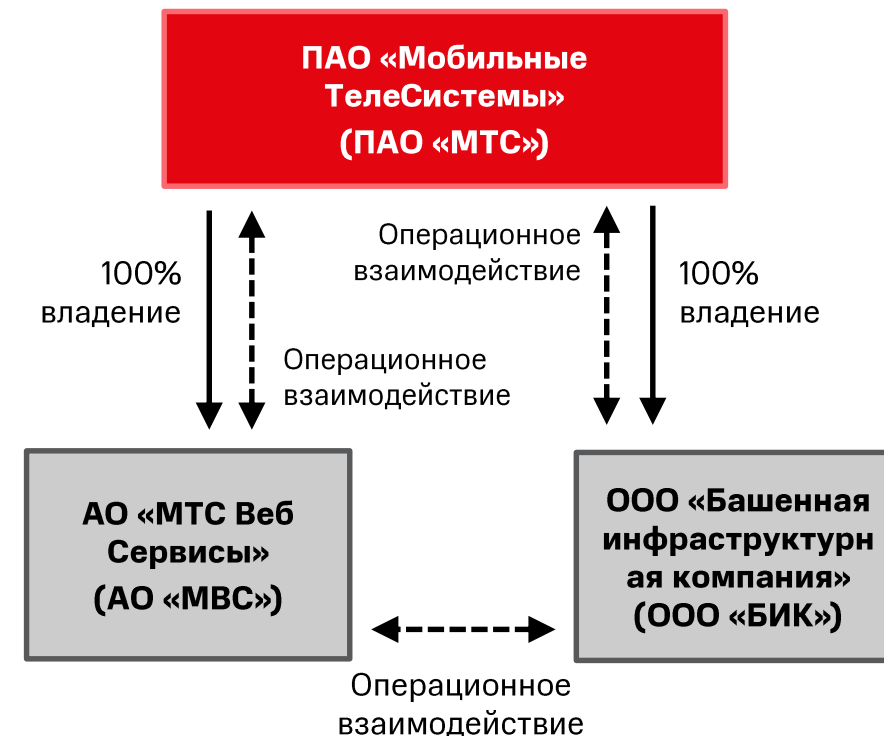 ПАО «Мобильные
ТелеСистемы»
(ПАО «МТС»)
Операционное
взаимодействие
100%
владение
100%
владение
Операционное
взаимодействие
АО «МТС Веб
Сервисы»
(АО «МВС»)
ООО «Башенная
инфраструктурн
ая компания»
(ООО «БИК»)
Операционное
взаимодействие